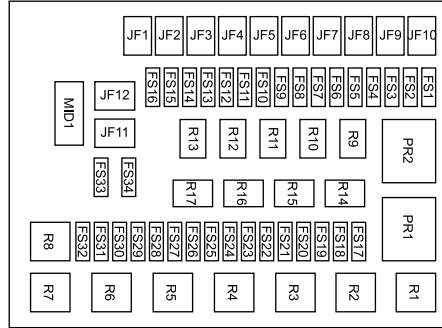 JF1 JF2 JF3 JF4 JF5 JF6 JF7 JF8 JF9 JF10
FS16 FS15 FS14 FS13 FS12 FS11 FS10 FS9 FS8 FS7 FS6 FS5 FS4 FS3 FS2 FS1
MID1
JF12
JF11
R13 R12 R11 R10 R9
PR2
FS33 FS34
R17 R16 R15 R14
PR1
R8
FS32 FS31 FS30 FS29 FS28 FS27 FS26 FS25 FS24 FS23 FS22 FS21 FS20 FS19 FS18 FS17
R7 R6 R5 R4 R3 R2 R1